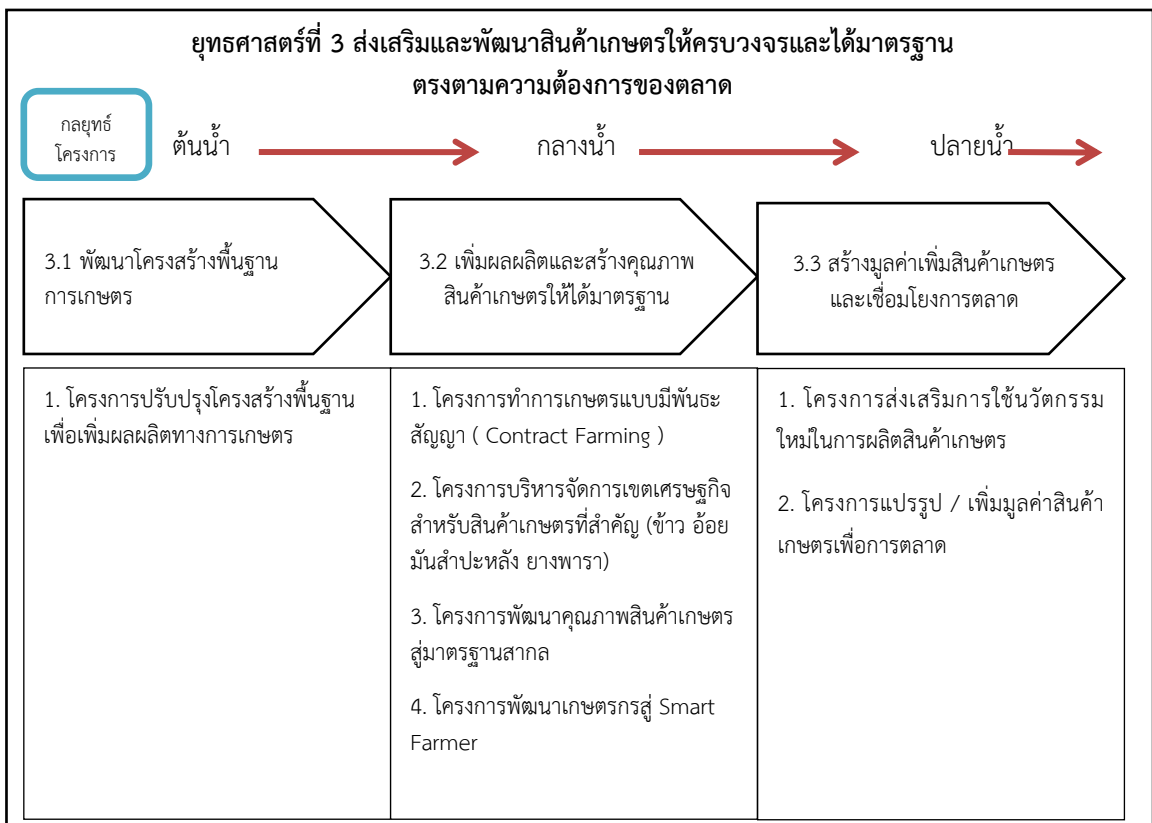 ยุทธศาสตร์ที่ 3 ส่งเสริมและพัฒนาสินค้าเกษตรให้ครบวงจรและได้มาตรฐาน
ตรงตามความต้องการของตลาด
กลยุทธ์
โครงการ
ต้นน้ำ
กลางน้ำ
ปลายน้ำ
3.1 พัฒนาโครงสร้างพื้นฐาน
การเกษตร
3.2 เพิ่มผลผลิตและสร้างคุณภาพ
สินค้าเกษตรให้ได้มาตรฐาน
3.3 สร้างมูลค่าเพิ่มสินค้าเกษตร
และเชื่อมโยงการตลาด
1. โครงการปรับปรุงโครงสร้างพื้นฐาน
เพื่อเพิ่มผลผลิตทางการเกษตร
1. โครงการทำการเกษตรแบบมีพันธะ
สัญญา ( Contract Farming )
2. โครงการบริหารจัดการเขตเศรษฐกิจ
สำหรับสินค้าเกษตรที่สำคัญ (ข้าว อ้อย
มันสำปะหลัง ยางพารา)
3. โครงการพัฒนาคุณภาพสินค้าเกษตร
สู่มาตรฐานสากล
4. โครงการพัฒนาเกษตรกรสู่ Smart
Farmer
1. โครงการส่งเสริมการใช้นวัตกรรม
ใหม่ในการผลิตสินค้าเกษตร
2. โครงการแปรรูป / เพิ่มมูลค่าสินค้า
เกษตรเพื่อการตลาด